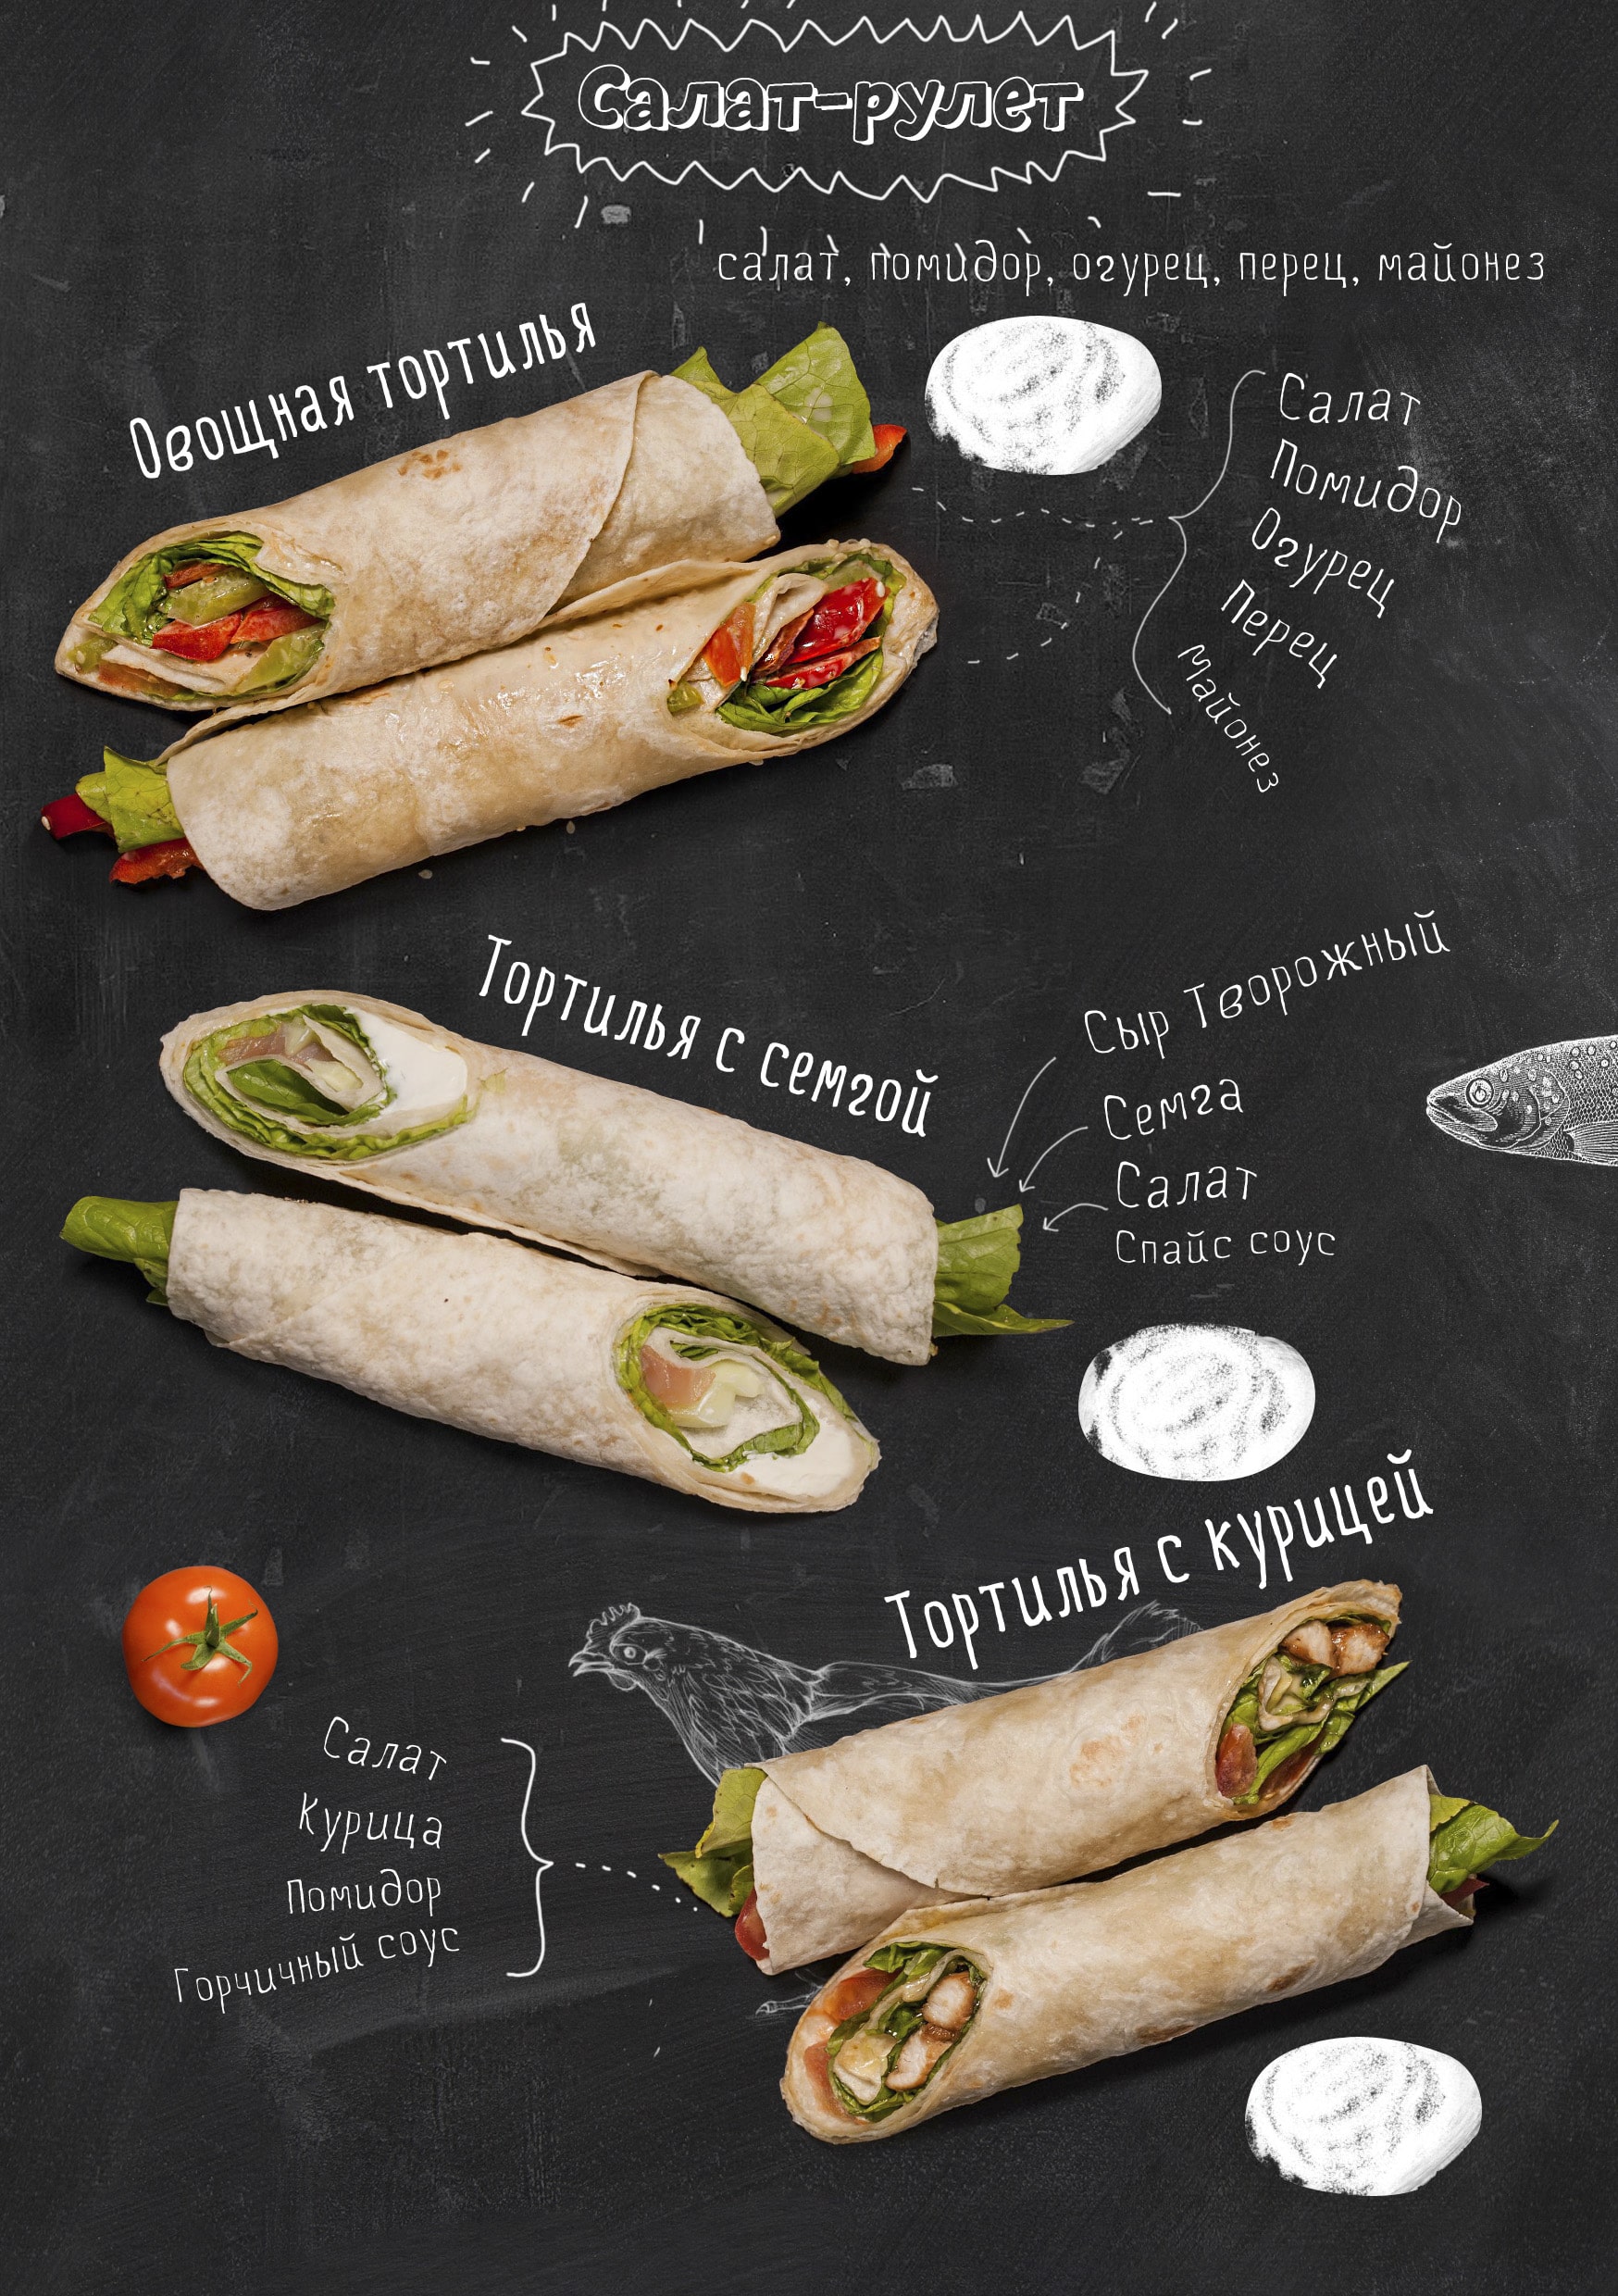 Салат-рулет
салат, помидор, огурец, перец, майонез
Овощная тортилья
Салат
Помидор
Огурец
Перец
майонез
Тортилья с семгой
Сыр Творожный
Семга
Салат
Спайс соус
Тортилья с курицей
Салат
Курица
Помидор
Горчичный соус